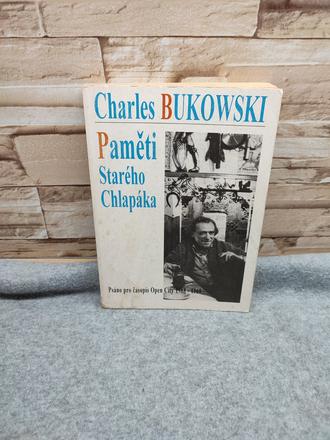 Charles BUKOWSKI
Paměti
Starého
Chlapáka
Psáno pro časopis Open City